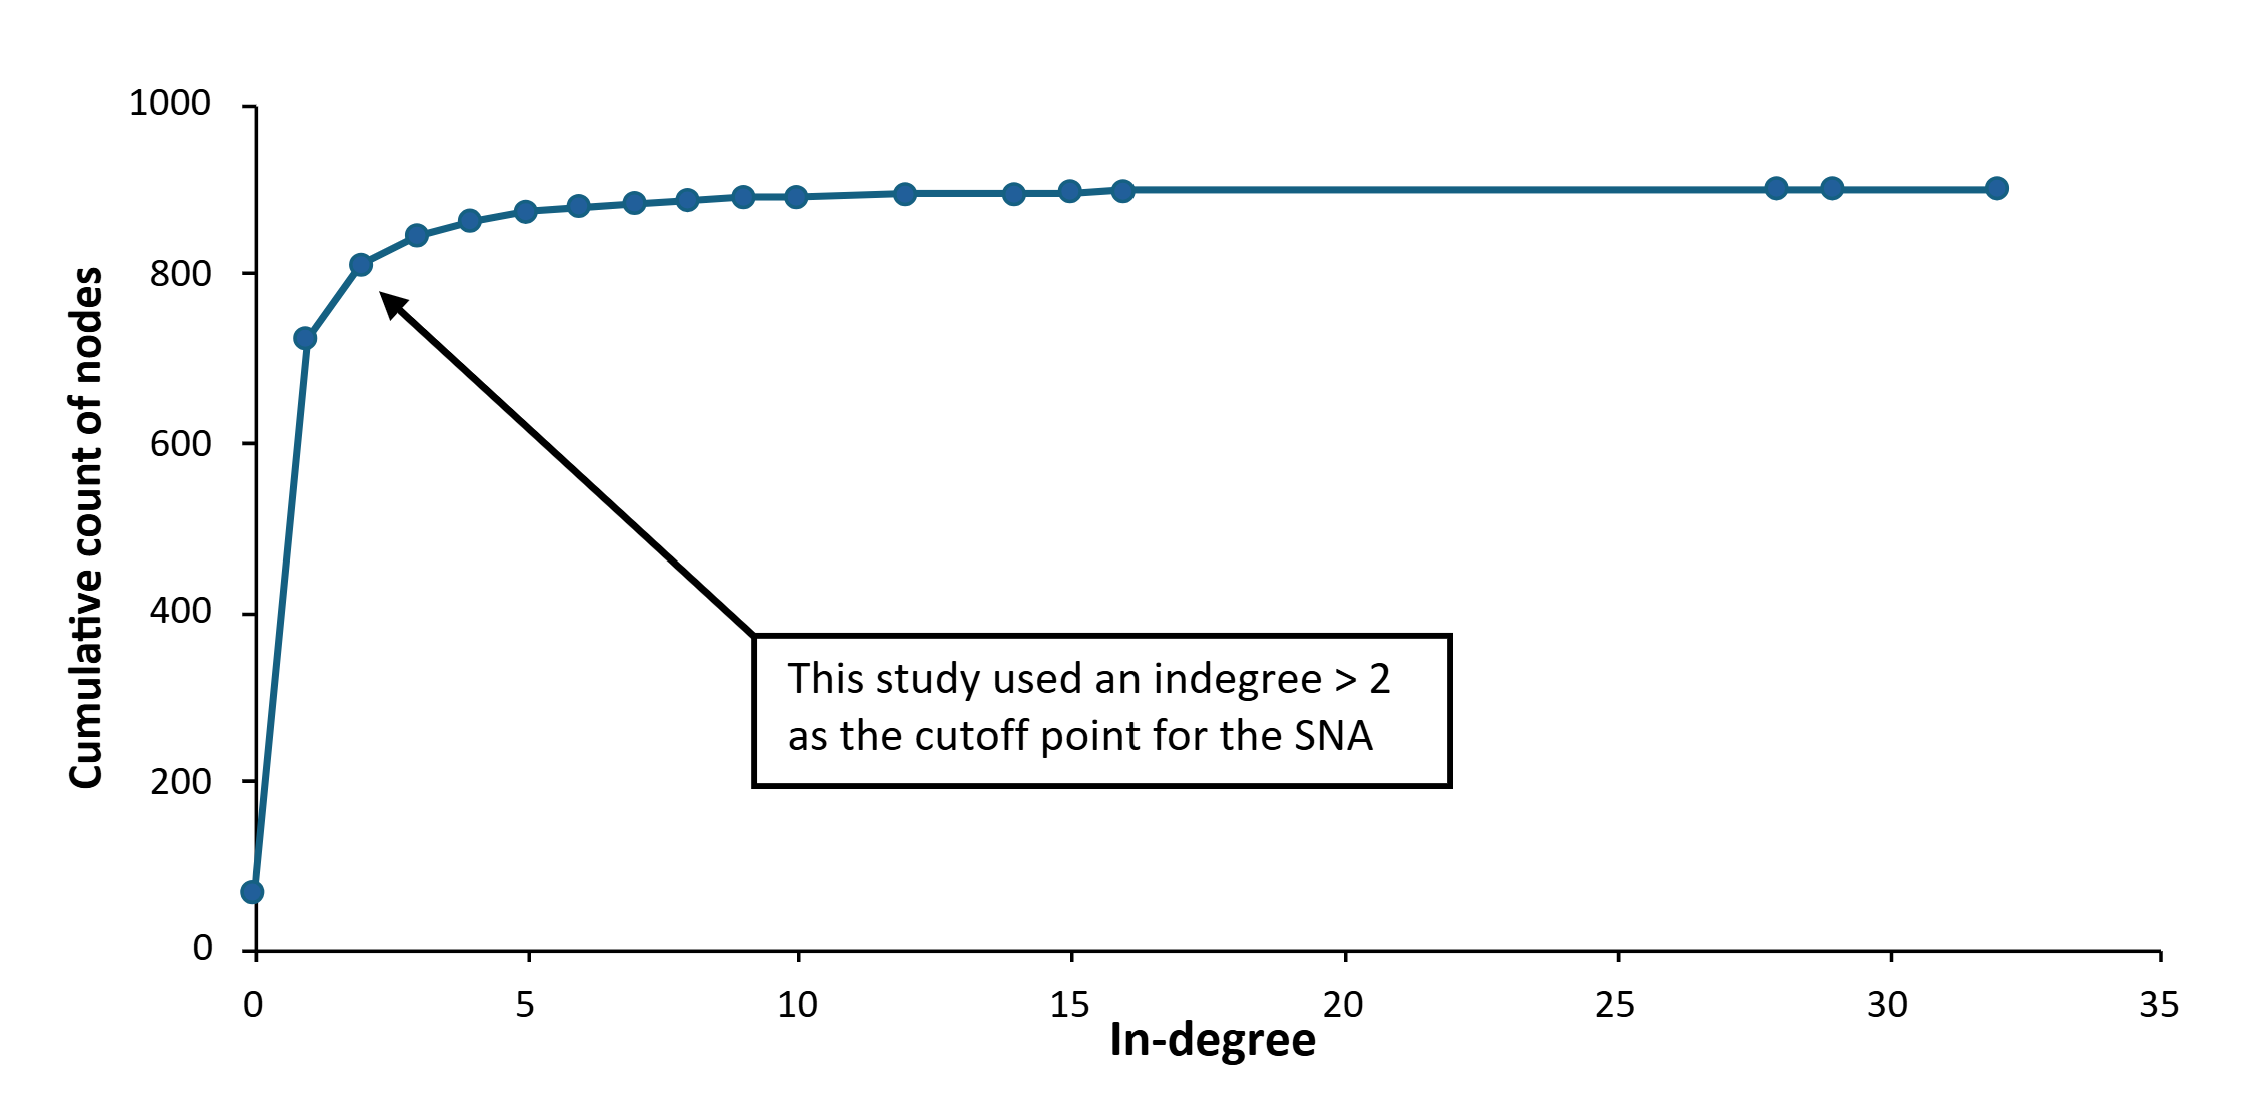 1000
800
600
400
200
0
Cumulative count of nodes
This study used an indegree > 2
as the cutoff point for the SNA
0 5 10 15 20 25 30 35
In-degree